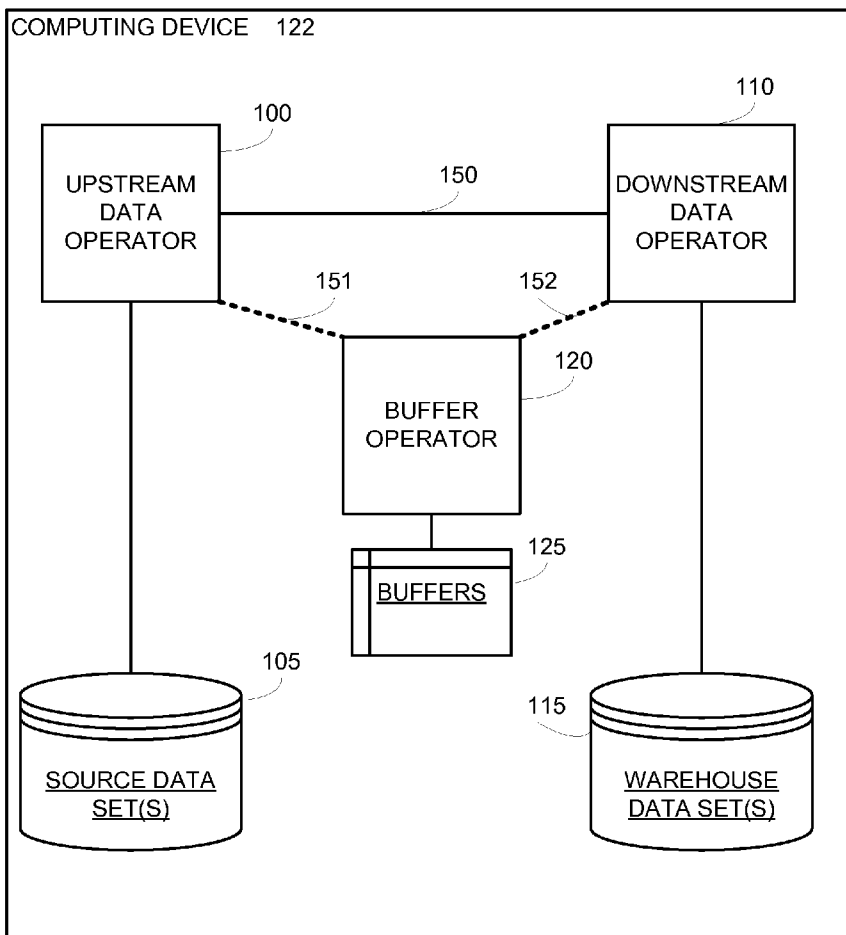 COMPUTING DEVICE 122
100
110
UPSTREAM
DATA
OPERATOR
150
DOWNSTREAM
DATA
OPERATOR
151
152
120
BUFFER
OPERATOR
125
BUFFERS
105
115
SOURCE DATA
SET(S)
WAREHOUSE
DATA SET(S)